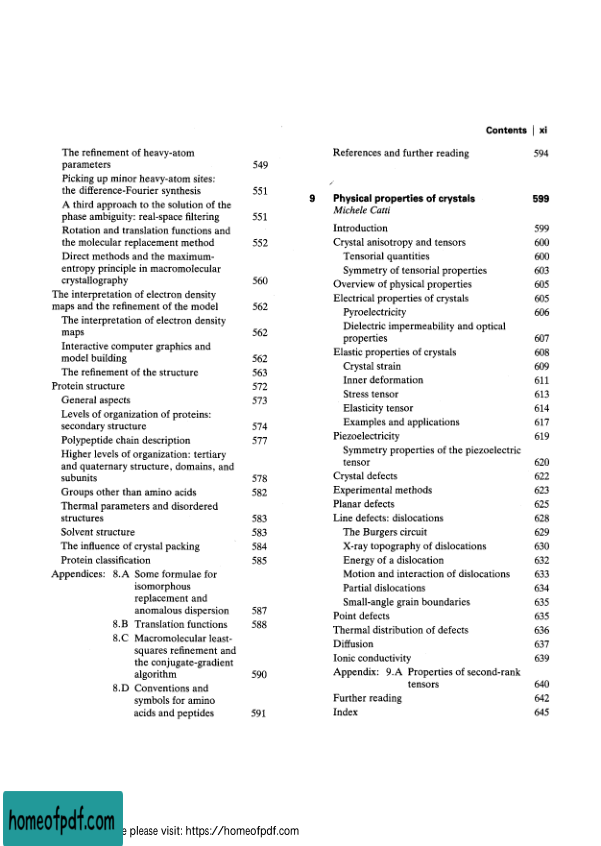 Contents | xi
The refinement of heavy-atom
parameters 549
Picking up minor heavy-atom sites:
the difference-Fourier synthesis 551
A third approach to the solution of the
phase ambiguity: real-space filtering 551
Rotation and translation functions and
the molecular replacement method 552
Direct methods and the maximum-
entropy principle in macromolecular
crystallography 560
The interpretation of electron density
maps and the refinement of the model 562
The interpretation of electron density
maps 562
Interactive computer graphics and
model building 562
The refinement of the structure 563
Protein structure 572
General aspects 573
Levels of organization of proteins:
secondary structure 574
Polypeptide chain description 577
Higher levels of organization: tertiary
and quaternary structure, domains, and
subunits 578
Groups other than amino acids 582
Thermal parameters and disordered
structures 583
Solvent structure 583
The influence of crystal packing 584
Protein classification 585
Appendices: 8.A Some formulae for
isomorphous
replacement and
anomalous dispersion 587
8.B Translation functions 588
8.C Macromolecular least-
squares refinement and
the conjugate-gradient
algorithm 590
8.D Conventions and
symbols for amino
acids and peptides 591
References and further reading 594
9 Physical properties of crystals 599
Michele Catti
Introduction 599
Crystal anisotropy and tensors 600
Tensorial quantities 600
Symmetry of tensorial properties 603
Overview of physical properties 605
Electrical properties of crystals 605
Pyroelectricity 606
Dielectric impermeability and optical
properties 607
Elastic properties of crystals 608
Crystal strain 609
Inner deformation 611
Stress tensor 613
Elasticity tensor 614
Examples and applications 617
Piezoelectricity 619
Symmetry properties of the piezoelectric
tensor 620
Crystal defects 622
Experimental methods 623
Planar defects 625
Line defects: dislocations 628
The Burgers circuit 629
X-ray topography of dislocations 630
Energy of a dislocation 632
Motion and interaction of dislocations 633
Partial dislocations 634
Small-angle grain boundaries 635
Point defects 635
Thermal distribution of defects 636
Diffusion 637
Ionic conductivity 639
Appendix: 9.A Properties of second-rank
tensors 640
Further reading 642
Index 645
homeofpdf.com
please visit: https://homeofpdf.com